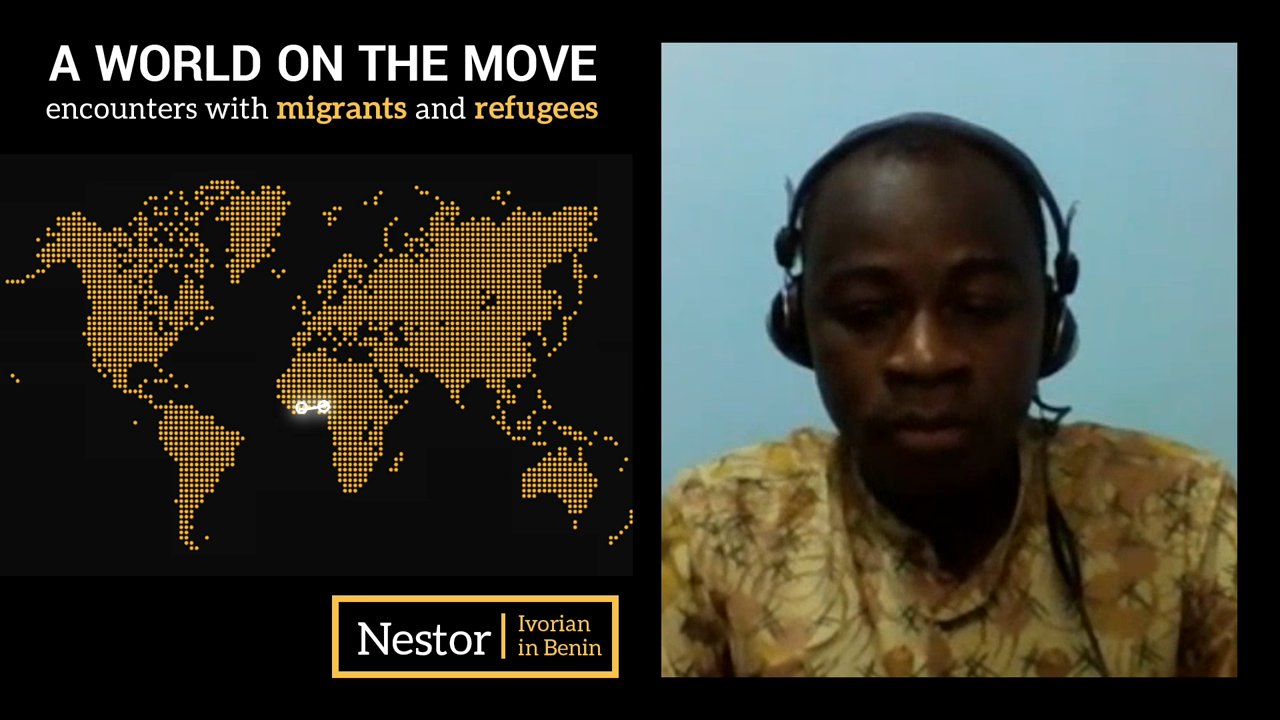 A WORLD ON THE MOVE
encounters with migrants and refugees
Nestor
Ivorian
in Benin